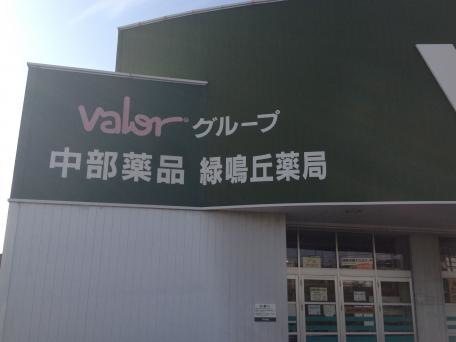 valor グループ
中部薬品 緑鳴丘薬局
V